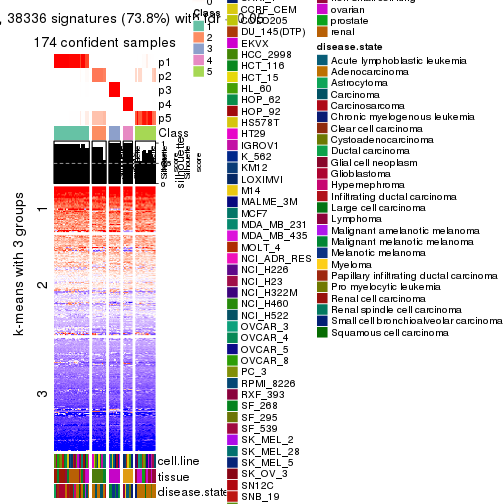 , 38336 signatures (73.8%) with fdr < 0.05
174 confident samples
p1
p2
p3
p4
p5
Class
1
0.5
0
Silhouette
score
k-means with 3 groups
1
2
3
cell.line
tissue
disease.state
0
Class
1
2
3
4
5
CCRF_CEM
COLO205
DU_145(DTP)
EKVX
HCC_2998
HCT_116
HCT_15
HL_60
HOP_62
HOP_92
HS578T
HT29
IGROV1
K_562
KM12
LOXIMVI
M14
MALME_3M
MCF7
MDA_MB_231
MDA_MB_435
MOLT_4
NCI_ADR_RES
NCI_H226
NCI_H23
NCI_H322M
NCI_H460
NCI_H522
OVCAR_3
OVCAR_4
OVCAR_5
OVCAR_8
PC_3
RPMI_8226
RXF_393
SF_268
SF_295
SF_539
SK_MEL_2
SK_MEL_28
SK_MEL_5
SK_OV_3
SN12C
SNB_19
ovarian
prostate
renal
disease.state
Acute lymphoblastic leukemia
Adenocarcinoma
Astrocytoma
Carcinoma
Carcinosarcoma
Chronic myelogenous leukemia
Clear cell carcinoma
Cystoadenocarcinoma
Ductal carcinoma
Glial cell neoplasm
Glioblastoma
Hypernephroma
Infiltrating ductal carcinoma
Large cell carcinoma
Lymphoma
Malignant amelanotic melanoma
Malignant melanotic melanoma
Melanotic melanoma
Myeloma
Papillary infiltrating ductal carcinoma
Pro myelocytic leukemia
Renal cell carcinoma
Renal spindle cell carcinoma
Small cell bronchioalveolar carcinoma
Squamous cell carcinoma